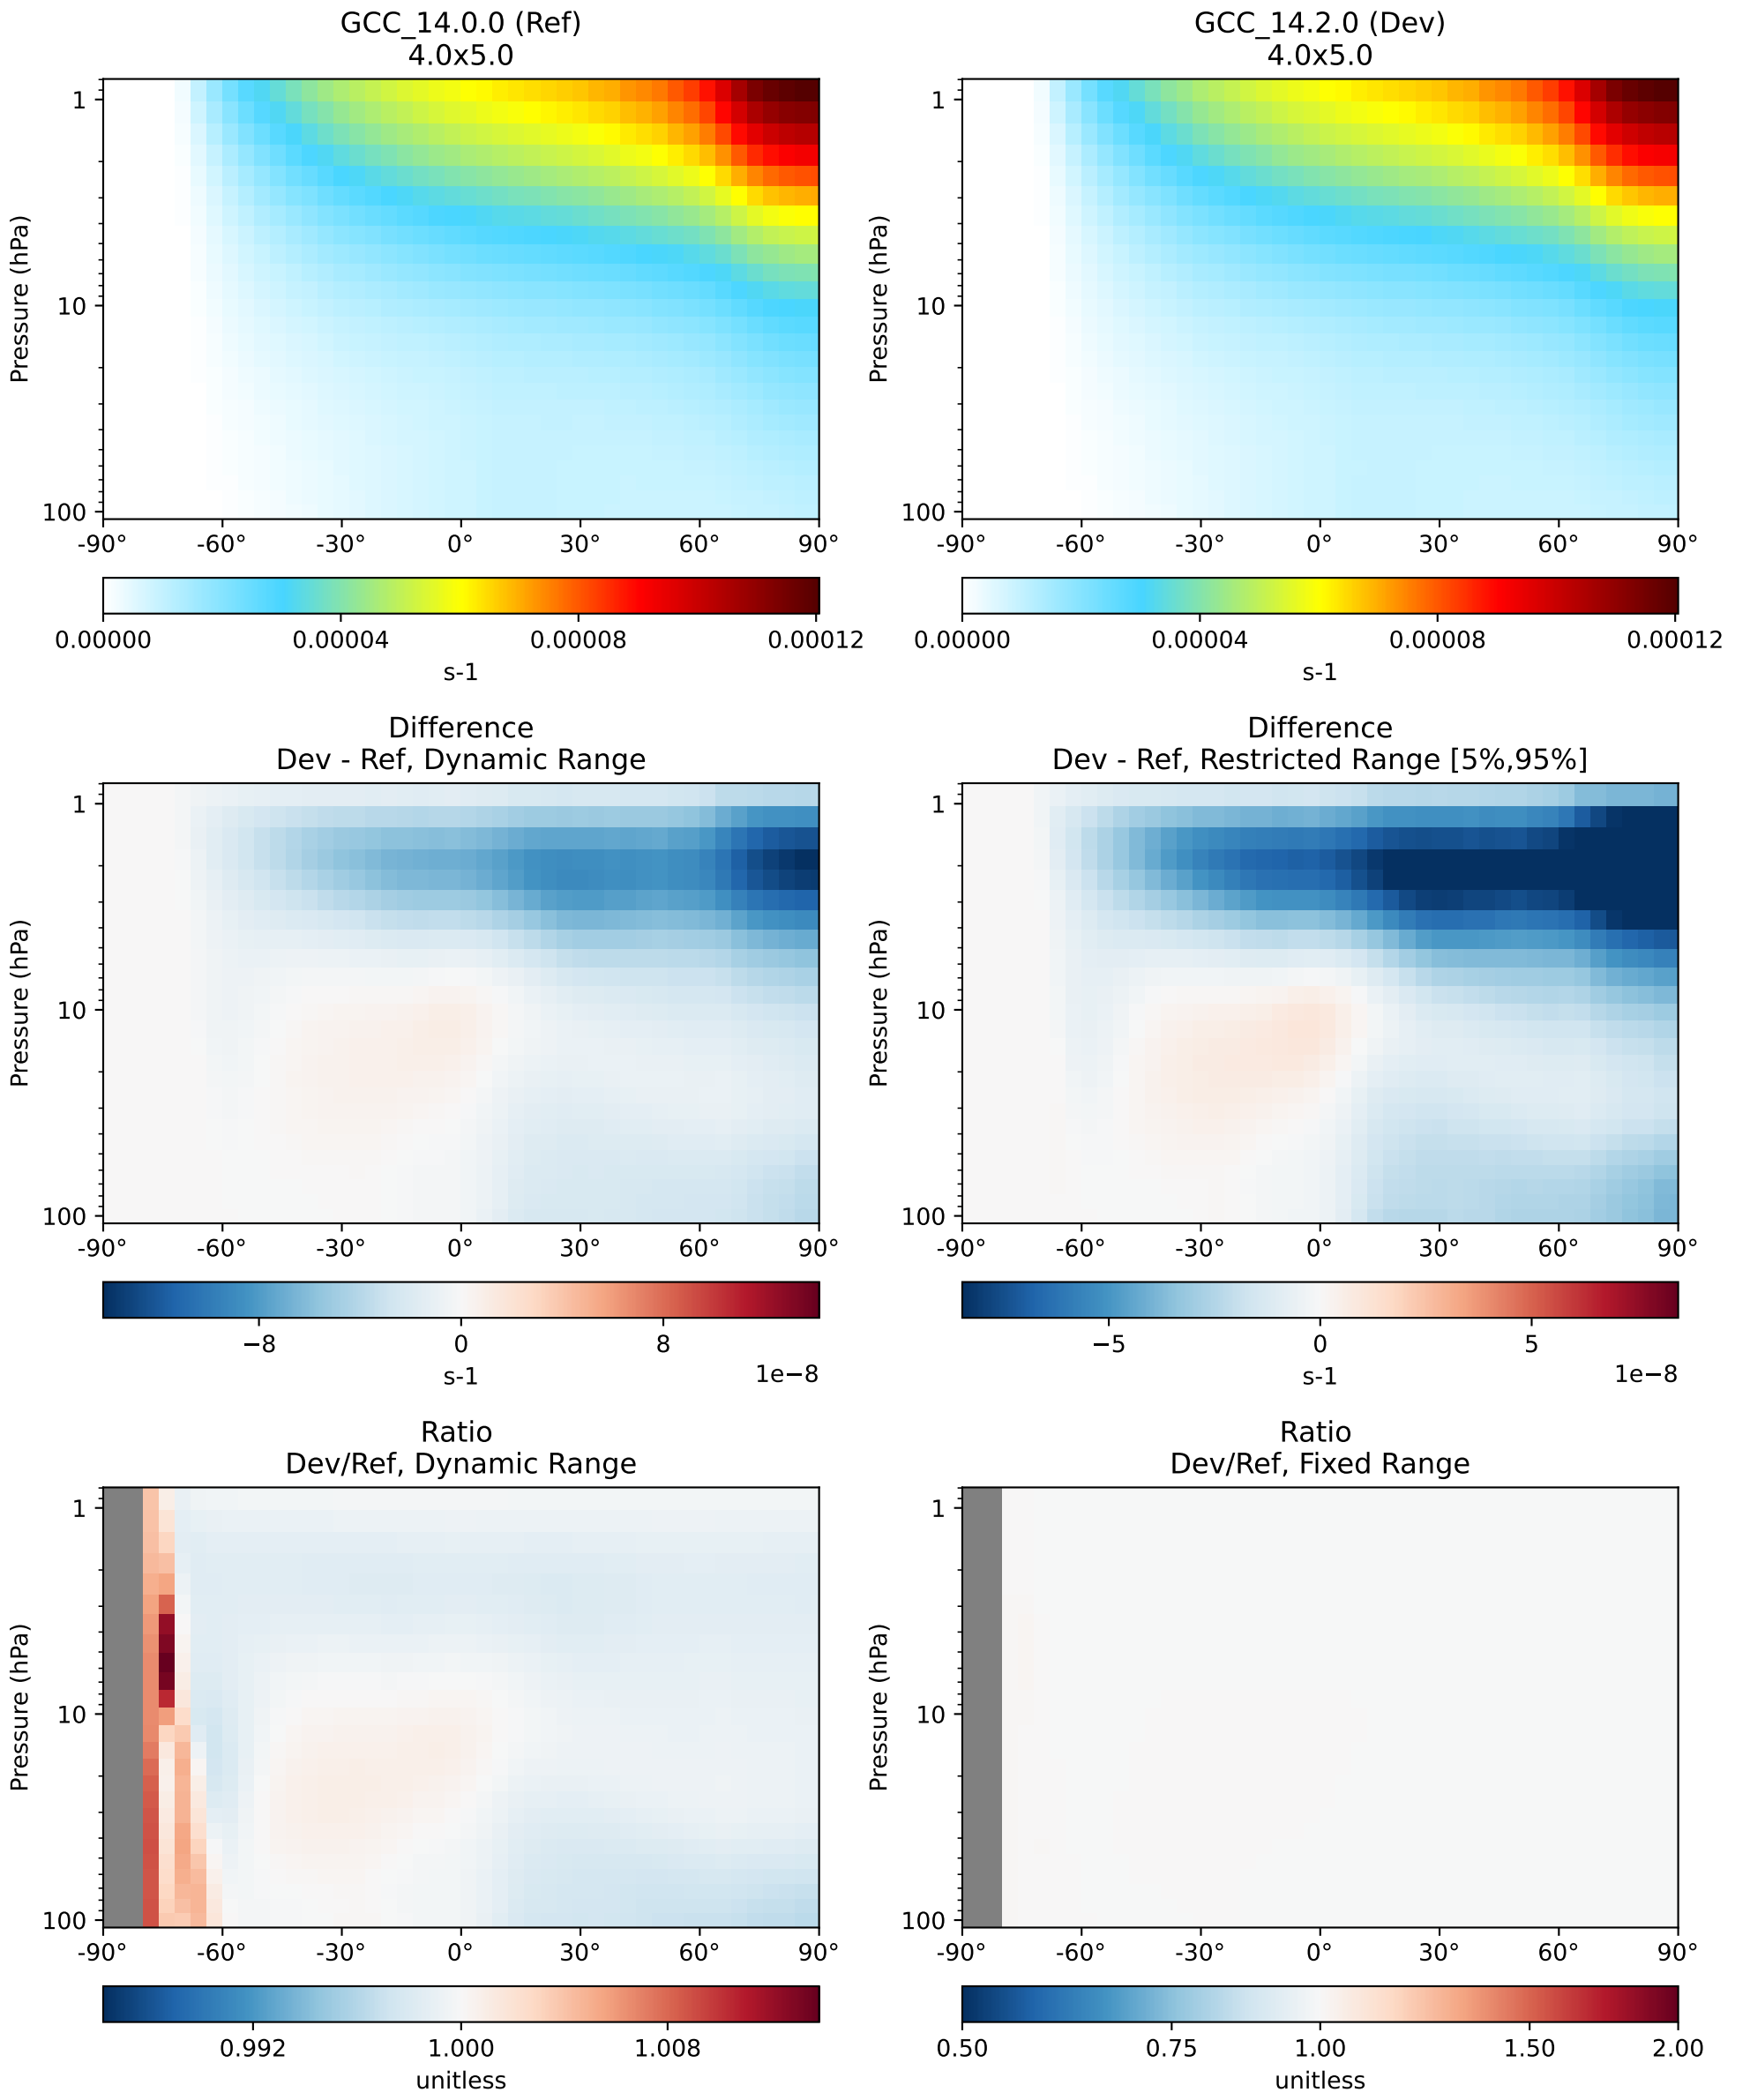 GCC_14.0.0 (Ref)
4.0x5.0
Pressure (hPa)
1
10
100
-90° -60° -30° 0° 30° 60° 90°
0.00000 0.00004 0.00008 0.00012
s-1
GCC_14.2.0 (Dev)
4.0x5.0
Pressure (hPa)
1
10
100
-90° -60° -30° 0° 30° 60° 90°
0.00000 0.00004 0.00008 0.00012
s-1
Difference
Dev - Ref, Dynamic Range
Pressure (hPa)
1
10
100
-90° -60° -30° 0° 30° 60° 90°
−8 0 8
s-1 1e−8
Difference
Dev - Ref, Restricted Range [5%,95%]
Pressure (hPa)
1
10
100
-90° -60° -30° 0° 30° 60° 90°
−5 0 5
s-1 1e−8
Ratio
Dev/Ref, Dynamic Range
Pressure (hPa)
1
10
100
-90° -60° -30° 0° 30° 60° 90°
0.992 1.000 1.008
unitless
Ratio
Dev/Ref, Fixed Range
Pressure (hPa)
1
10
100
-90° -60° -30° 0° 30° 60° 90°
0.50 0.75 1.00 1.50 2.00
unitless